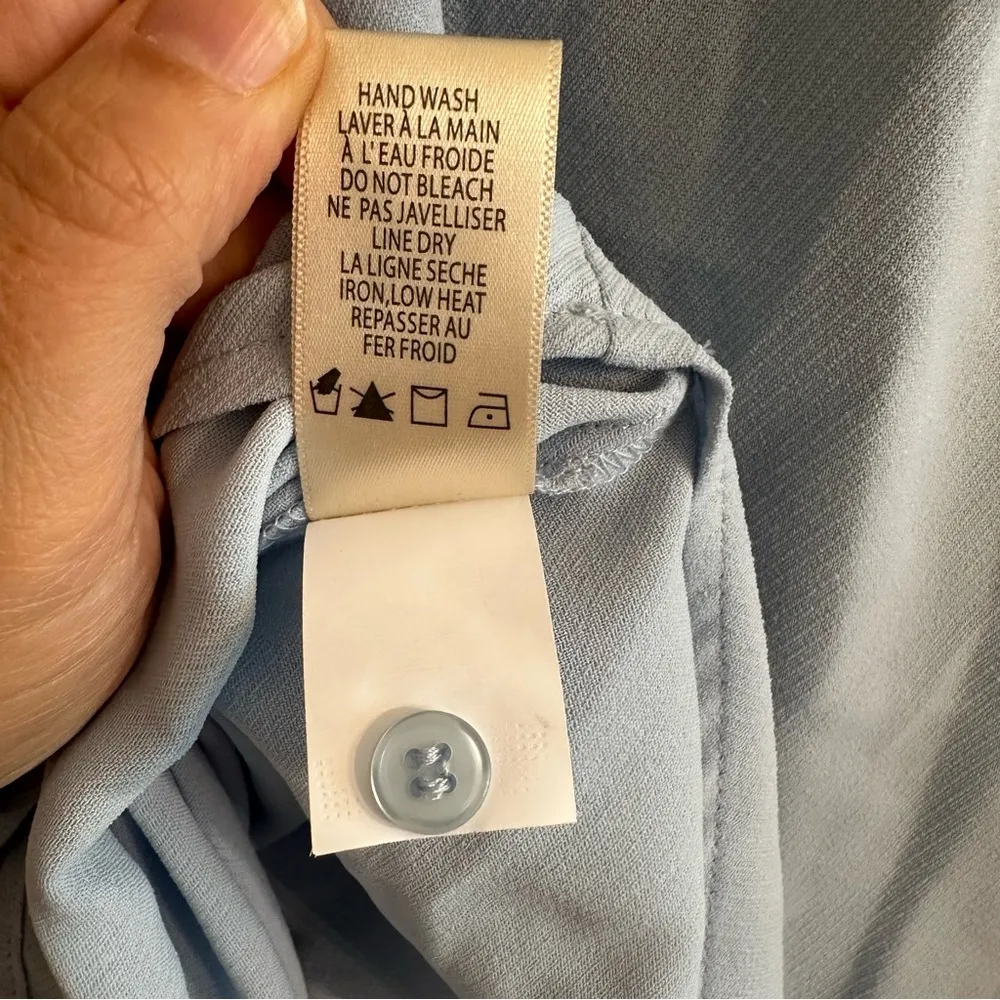 HAND WASH
LAVER À LA MAIN
À L'EAU FROIDE
DO NOT BLEACH
NE PAS JAVELLISER
LINE DRY
LA LIGNE SECHE
IRON,LOW HEAT
REPASSER AU
FER FROID